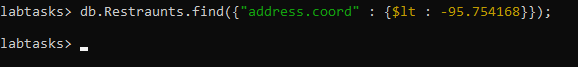 labtasks> db.Restraunts.find({"address.coord" : {$lt : -95.754168}});
labtasks>